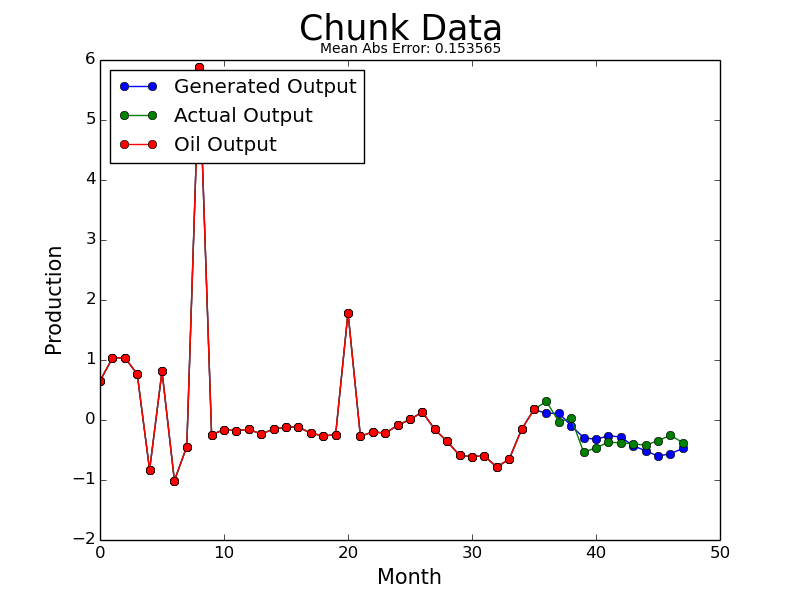 Chunk Data
Mean Abs Error: 0.153565
Generated Output
Actual Output
Oil Output
6
5
4
3
2
1
0
−1
−2
Production
0 10 20 30 40 50
Month